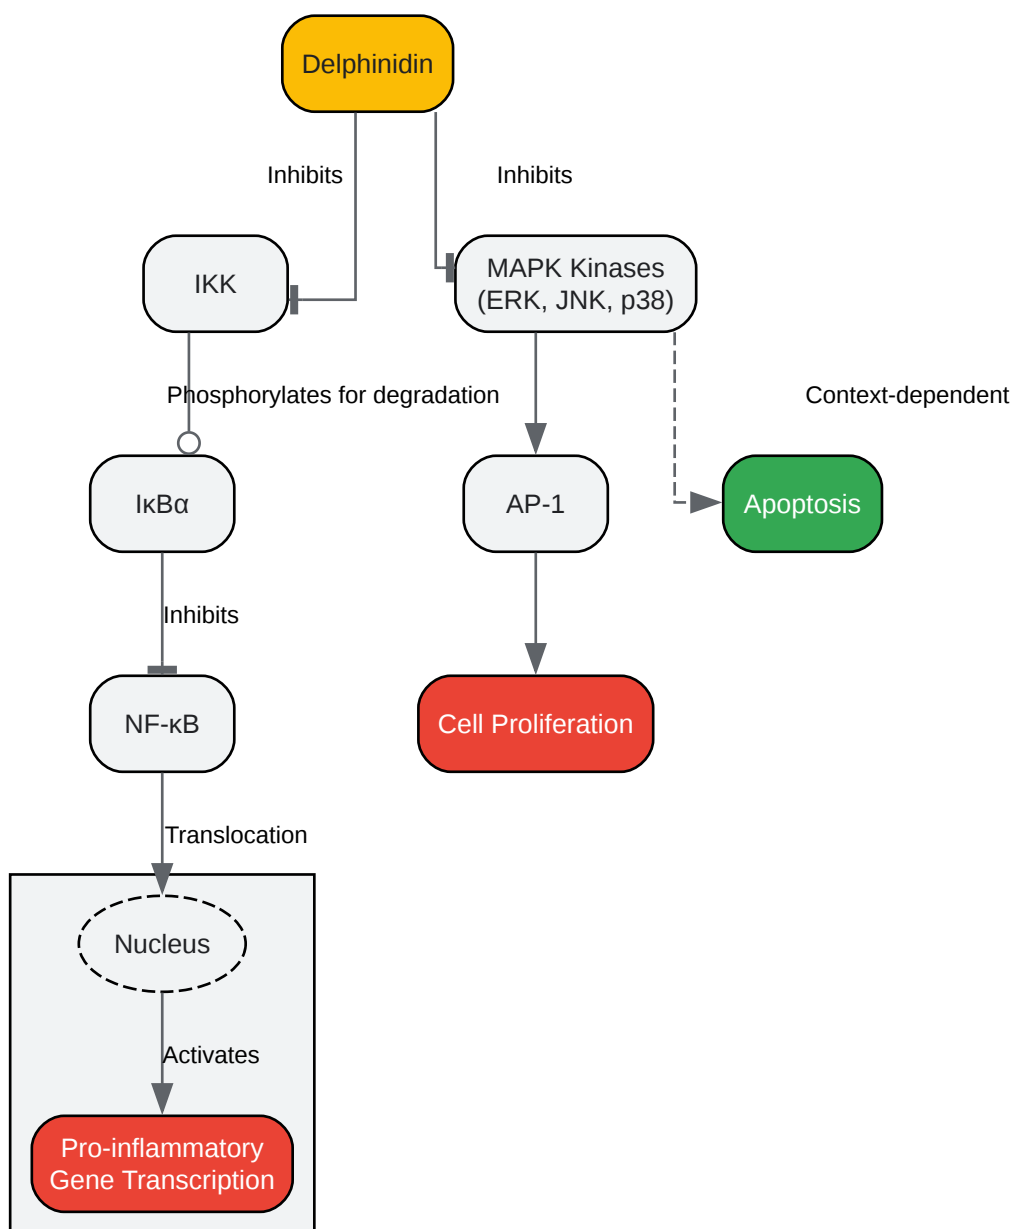 Delphinidin
Inhibits
Inhibits
IKK
MAPK Kinases
(ERK, JNK, p38)
Phosphorylates for degradation
Context-dependent
IκBα
AP-1
Apoptosis
Inhibits
NF-κB
Cell Proliferation
Translocation
Nucleus
Activates
Pro-inflammatory
Gene Transcription